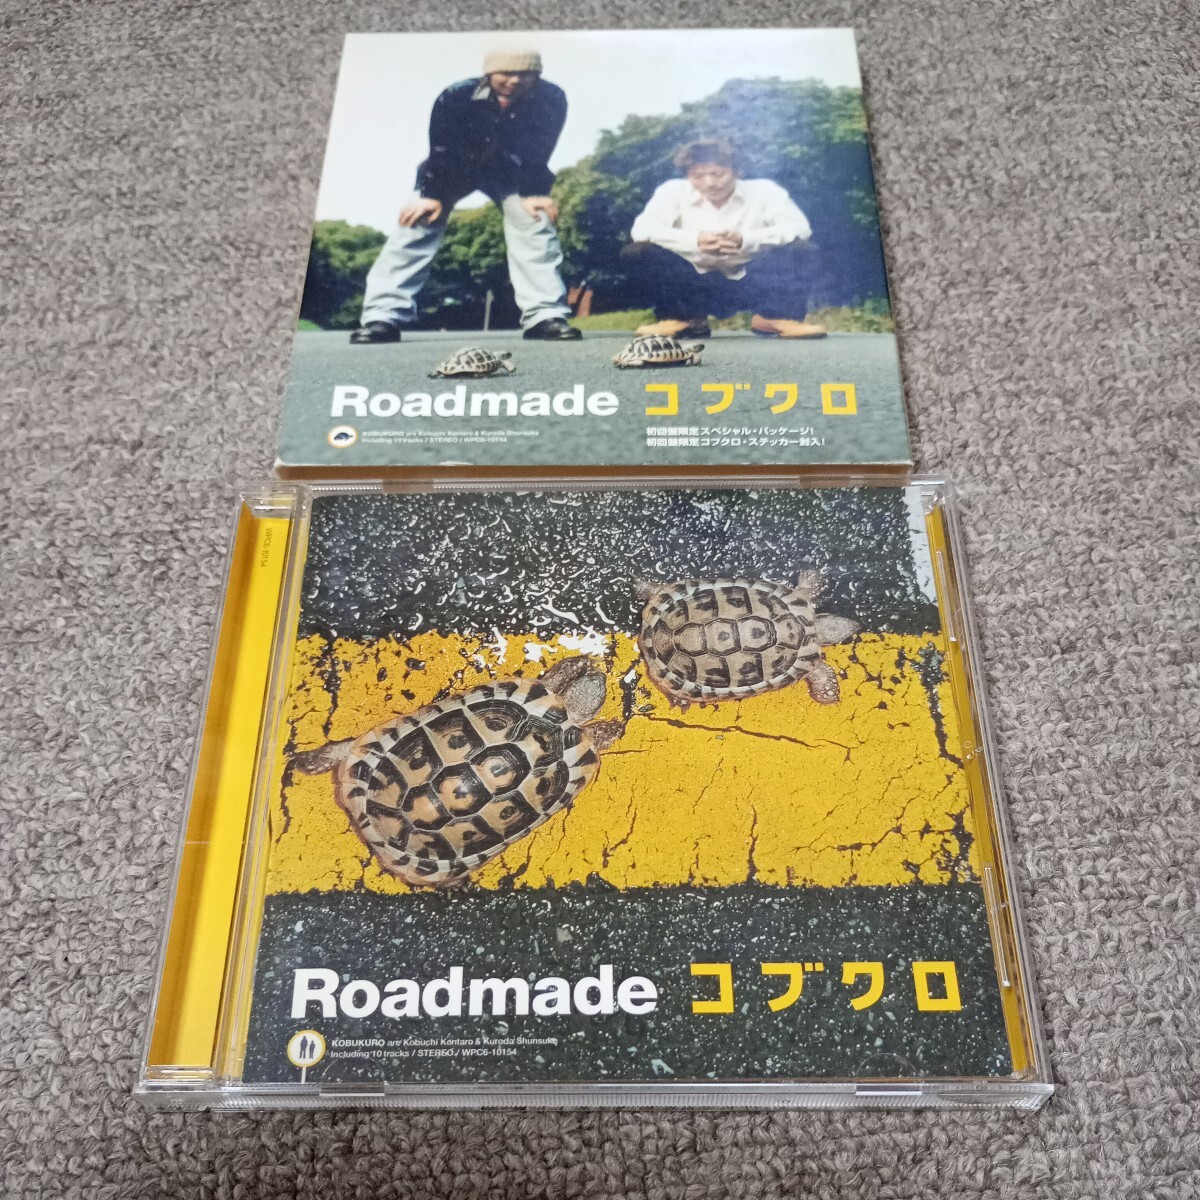 Roadmade コブクロ
初回盤限定スペシャル・パッケージ!
初回盤限定コブクロ・ステッカー封入!
KOBUKURO are Kobuchi Kentaro & Kuroda Shunsuke
Including 10 tracks / STEREO / WPC6-10154
WPC6-10154
Roadmade コブクロ
KOBUKURO are Kobuchi Kentaro & Kuroda Shunsuke
Including 10 tracks / STEREO / WPC6-10154